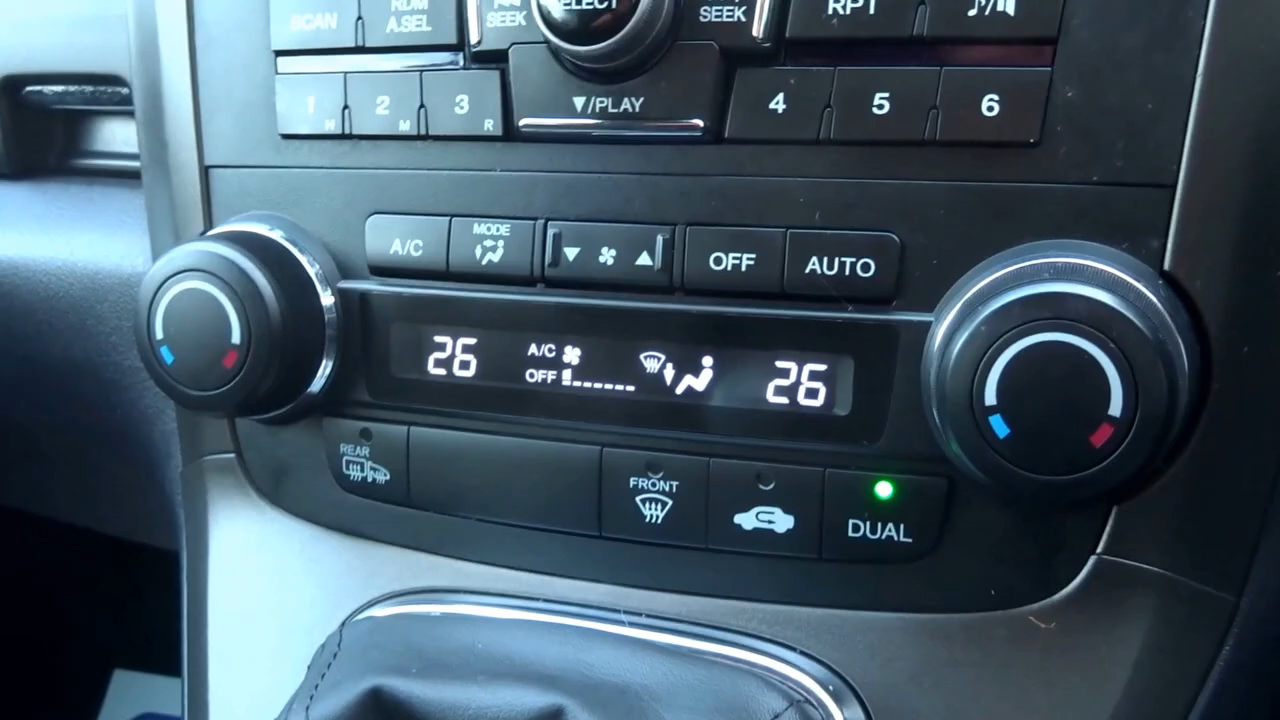 SCAN
RDM
A.SEL
SEEK
SELECT
SEEK
RPT
1 H
2 M
3 R
▼/PLAY
4
5
6
A/C
MODE
OFF
AUTO
26
A/C
OFF
26
REAR
FRONT
DUAL